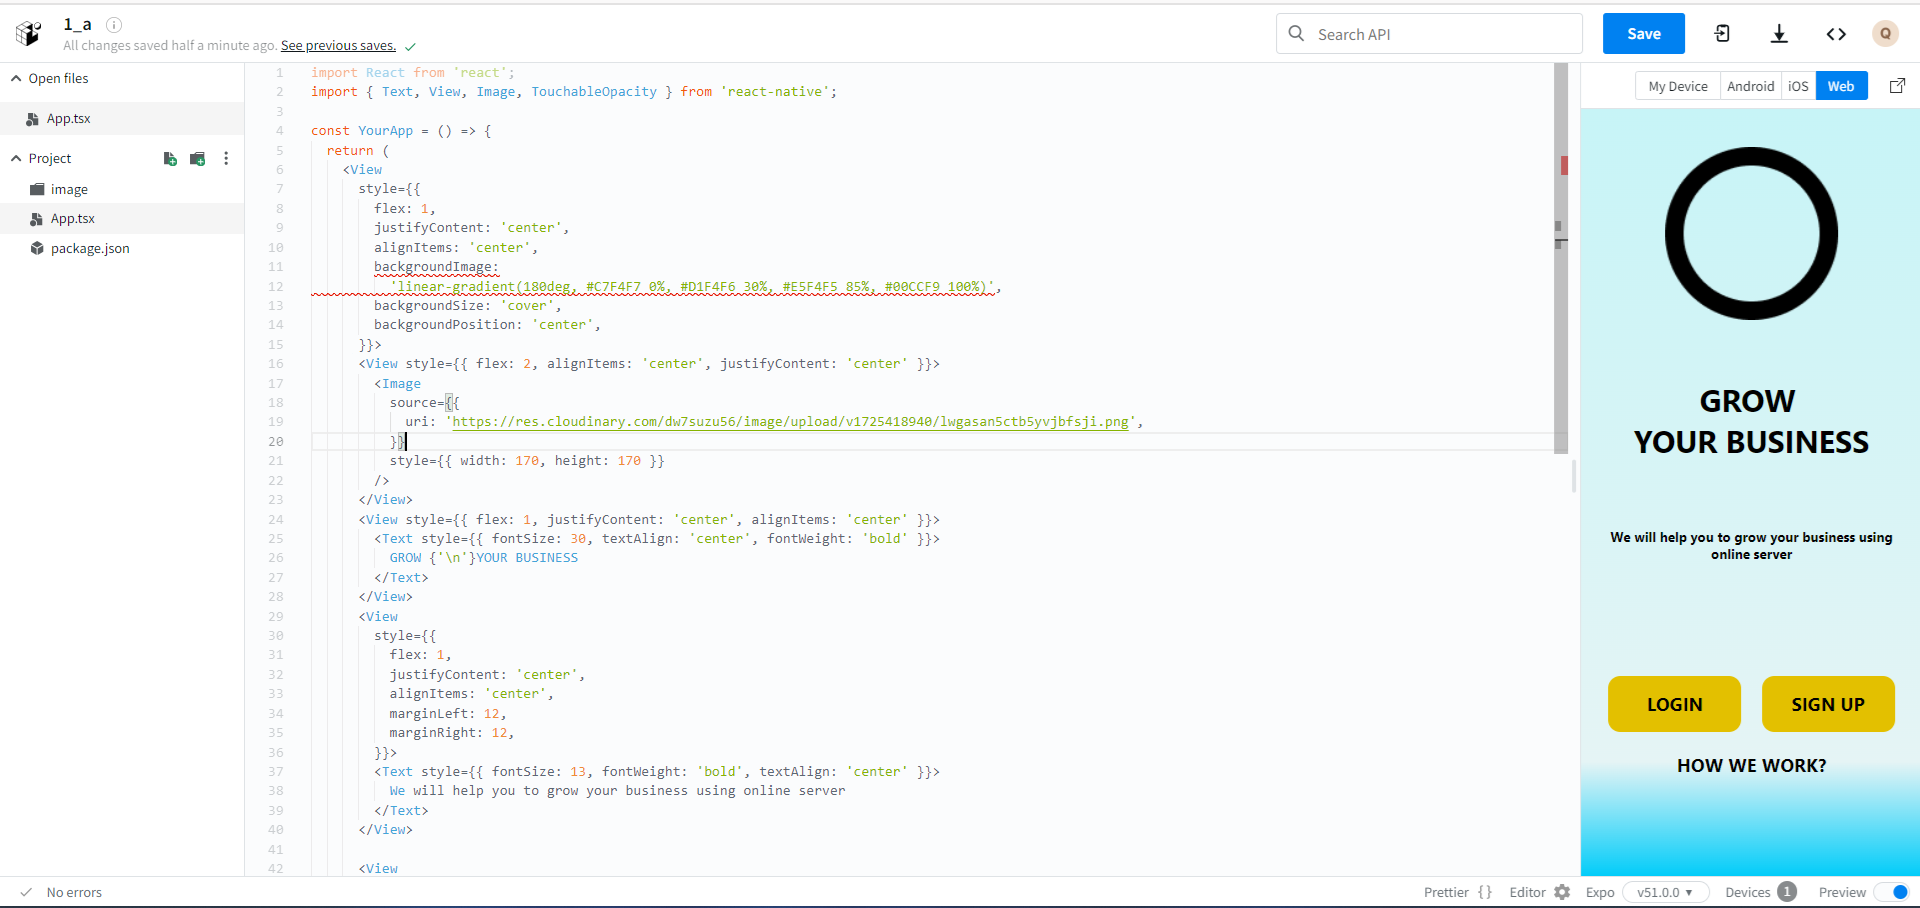 1_a
All changes saved half a minute ago. See previous saves.
Search API
Save
Q
Open files
App.tsx
Project
image
App.tsx
package.json
1 import React from 'react';
2 import { Text, View, Image, TouchableOpacity } from 'react-native';
3
4 const YourApp = () => {
5 return (
6 <View
7 style={{
8 flex: 1,
9 justifyContent: 'center',
10 alignItems: 'center',
11 backgroundImage:
12 'linear-gradient(180deg, #C7F4F7 0%, #D1F4F6 30%, #E5F4F5 85%, #00CCF9 100%)',
13 backgroundSize: 'cover',
14 backgroundPosition: 'center',
15 }}>
16 <View style={{ flex: 2, alignItems: 'center', justifyContent: 'center' }}>
17 <Image
18 source={{
19 uri: 'https://res.cloudinary.com/dw7suzu56/image/upload/v1725418940/lwgasan5ctb5yvjbfsji.png',
20 }}
21 style={{ width: 170, height: 170 }}
22 />
23 </View>
24 <View style={{ flex: 1, justifyContent: 'center', alignItems: 'center' }}>
25 <Text style={{ fontSize: 30, textAlign: 'center', fontWeight: 'bold' }}>
26 GROW {'\n'}YOUR BUSINESS
27 </Text>
28 </View>
29 <View
30 style={{
31 flex: 1,
32 justifyContent: 'center',
33 alignItems: 'center',
34 marginLeft: 12,
35 marginRight: 12,
36 }}>
37 <Text style={{ fontSize: 13, fontWeight: 'bold', textAlign: 'center' }}>
38 We will help you to grow your business using online server
39 </Text>
40 </View>
41
42 <View
My Device Android iOS Web
GROW
YOUR BUSINESS
We will help you to grow your business using
online server
LOGIN SIGN UP
HOW WE WORK?
No errors
Prettier {} Editor Expo v51.0.0 Devices 1 Preview